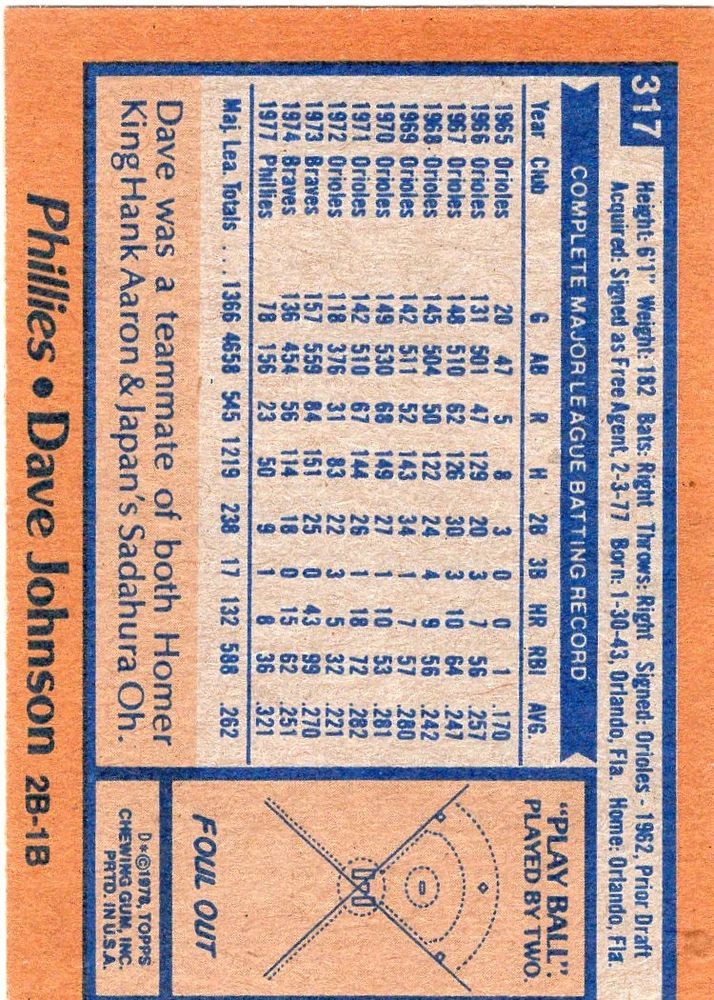 317
Height: 6'1" Weight: 182 Bats: Right Throws: Right Signed: Orioles - 1962, Prior Draft
Acquired: Signed as Free Agent, 2-3-77 Born: 1-30-43, Orlando, Fla. Home: Orlando, Fla.
COMPLETE MAJOR LEAGUE BATTING RECORD
Year Club G AB R H 2B 3B HR RBI AVG.
1965 Orioles 20 47 5 8 3 0 0 1 .170
1966 Orioles 131 501 47 129 20 3 7 56 .257
1967 Orioles 148 510 62 126 30 3 10 64 .247
1968 Orioles 145 504 50 122 24 4 9 56 .242
1969 Orioles 142 511 52 143 34 1 7 57 .280
1970 Orioles 149 530 68 149 27 1 10 53 .281
1971 Orioles 142 510 67 144 26 1 18 72 .282
1972 Orioles 118 376 31 83 22 3 5 32 .221
1973 Braves 157 559 84 151 25 0 43 99 .270
1974 Braves 136 454 56 114 18 0 15 62 .251
1977 Phillies 78 156 23 50 9 1 8 36 .321
Maj. Lea. Totals . . . 1366 4658 545 1219 238 17 132 588 .262
Dave was a teammate of both Homer
King Hank Aaron & Japan's Sadahura Oh.
"PLAY BALL":
PLAYED BY TWO.
FOUL OUT
D*©1978, TOPPS
CHEWING GUM, INC.
PRTD. IN U.S.A.
Phillies • Dave Johnson 2B-1B